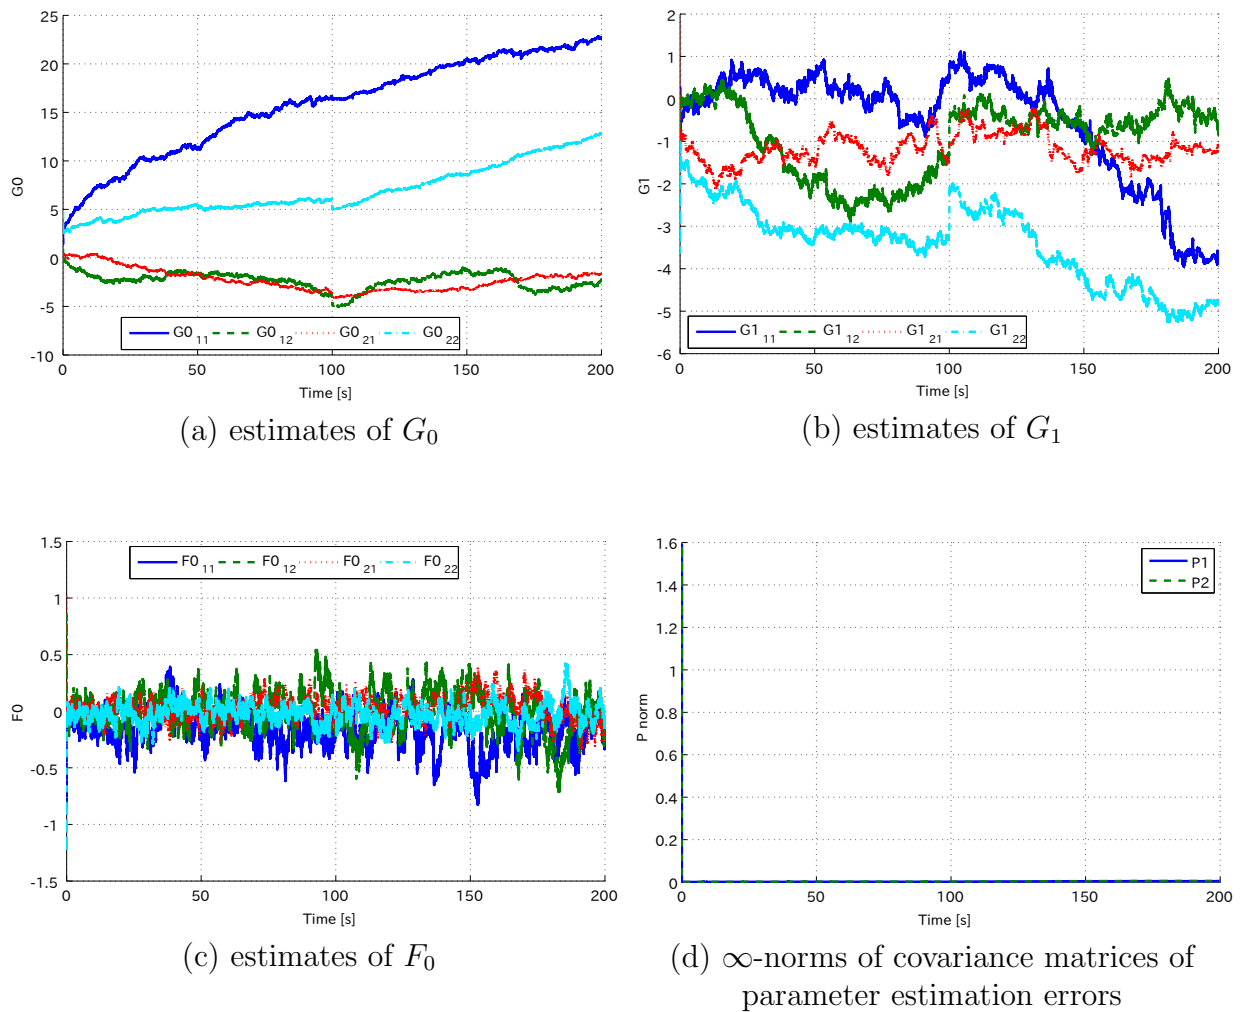 25
20
15
10
5
0
-5
-10
G0
G0 11 G0 12 G0 21 G0 22
0 50 100 150 200
Time [s]
(a) estimates of G0
2
1
0
-1
-2
-3
-4
-5
-6
G1
G1 11 G1 12 G1 21 G1 22
0 50 100 150 200
Time [s]
(b) estimates of G1
1.5
1
0.5
0
-0.5
-1
-1.5
F0
F0 11 F0 12 F0 21 F0 22
0 50 100 150 200
Time [s]
(c) estimates of F0
1.6
1.4
1.2
1
0.8
0.6
0.4
0.2
0
P norm
P1
P2
0 50 100 150 200
Time [s]
(d) ∞-norms of covariance matrices of
parameter estimation errors